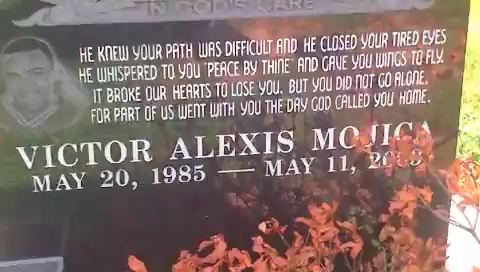 IN GOD'S CARE
HE KNEW YOUR PATH WAS DIFFICULT AND HE CLOSED YOUR TIRED EYES
HE WHISPERED TO YOU "PEACE BY THINE" AND GAVE YOU WINGS TO FLY.
IT BROKE OUR HEARTS TO LOSE YOU, BUT YOU DID NOT GO ALONE,
FOR PART OF US WENT WITH YOU THE DAY GOD CALLED YOU HOME.
VICTOR ALEXIS MOJICA
MAY 20, 1985 — MAY 11,